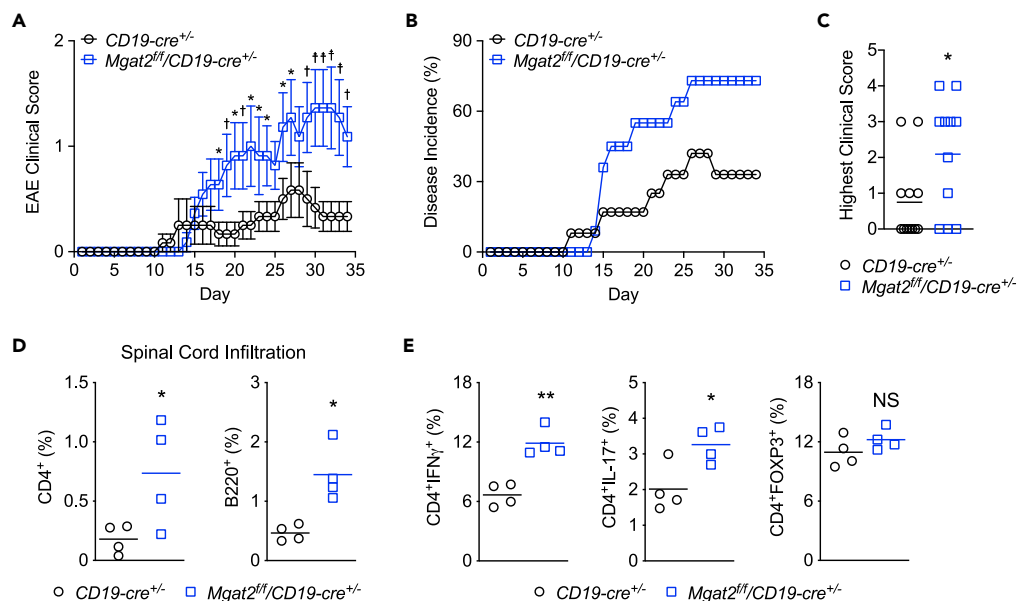 A
CD19-cre+/-
Mgat2f/f/CD19-cre+/-
EAE Clinical Score
2
1
0
* † * † * * * * * † † † † † †
0 5 10 15 20 25 30 35
Day
B
CD19-cre+/-
Mgat2f/f/CD19-cre+/-
Disease Incidence (%)
90
60
30
0
0 5 10 15 20 25 30 35
Day
C
*
Highest Clinical Score
5
4
3
2
1
0
CD19-cre+/-
Mgat2f/f/CD19-cre+/-
D
Spinal Cord Infiltration
CD4+ (%)
1.5
1.0
0.5
0.0
*
B220+ (%)
3
2
1
0
*
CD19-cre+/- Mgat2f/f/CD19-cre+/-
E
CD4+IFNγ+ (%)
18
12
6
0
**
CD4+IL-17+ (%)
5
4
3
2
1
0
*
CD4+FOXP3+ (%)
18
12
6
0
NS
CD19-cre+/- Mgat2f/f/CD19-cre+/-